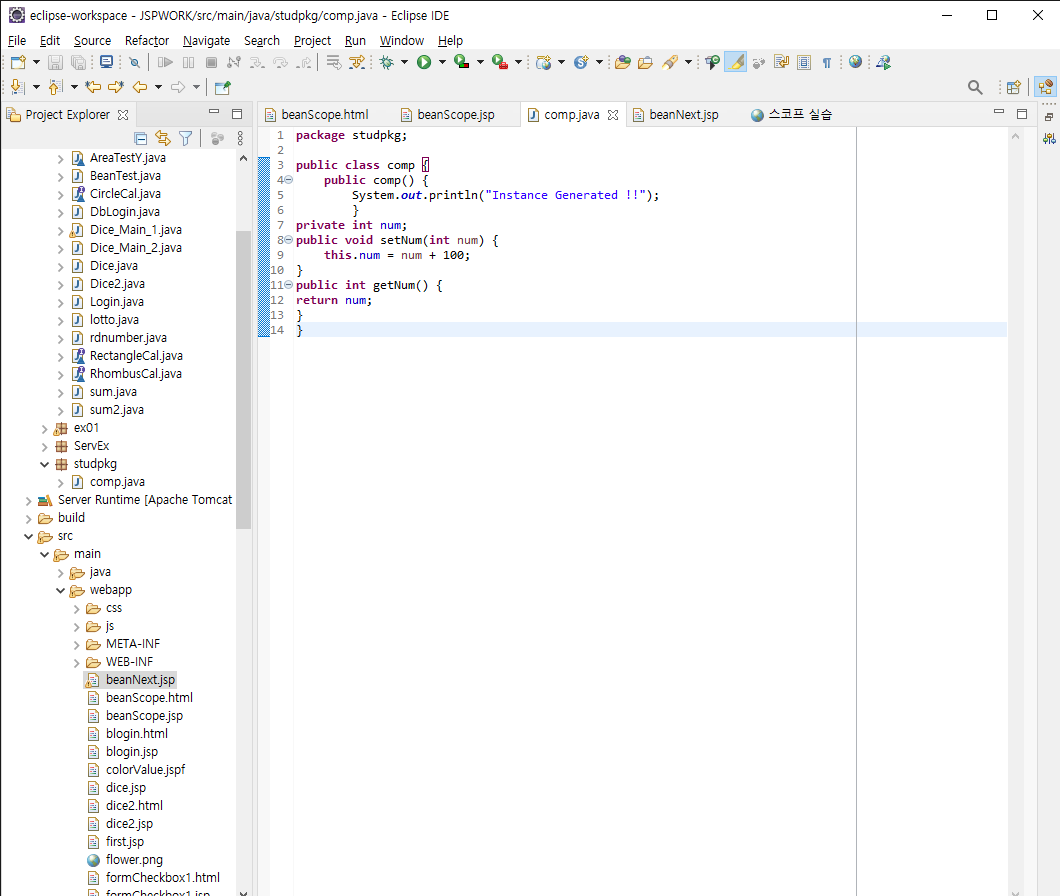 eclipse-workspace - JSPWORK/src/main/java/studpkg/comp.java - Eclipse IDE
File Edit Source Refactor Navigate Search Project Run Window Help
Project Explorer
AreaTestY.java
BeanTest.java
CircleCal.java
DbLogin.java
Dice_Main_1.java
Dice_Main_2.java
Dice.java
Dice2.java
Login.java
lotto.java
rdnumber.java
RectangleCal.java
RhombusCal.java
sum.java
sum2.java
ex01
ServEx
studpkg
comp.java
Server Runtime [Apache Tomcat
build
src
main
java
webapp
css
js
META-INF
WEB-INF
beanNext.jsp
beanScope.html
beanScope.jsp
blogin.html
blogin.jsp
colorValue.jspf
dice.jsp
dice2.html
dice2.jsp
first.jsp
flower.png
formCheckbox1.html
formCheckbox1.jsp
beanScope.html beanScope.jsp comp.java beanNext.jsp 스코프 실습
1 package studpkg;
2
3 public class comp {
4 public comp() {
5 System.out.println("Instance Generated !!");
6 }
7 private int num;
8 public void setNum(int num) {
9 this.num = num + 100;
10 }
11 public int getNum() {
12 return num;
13 }
14 }